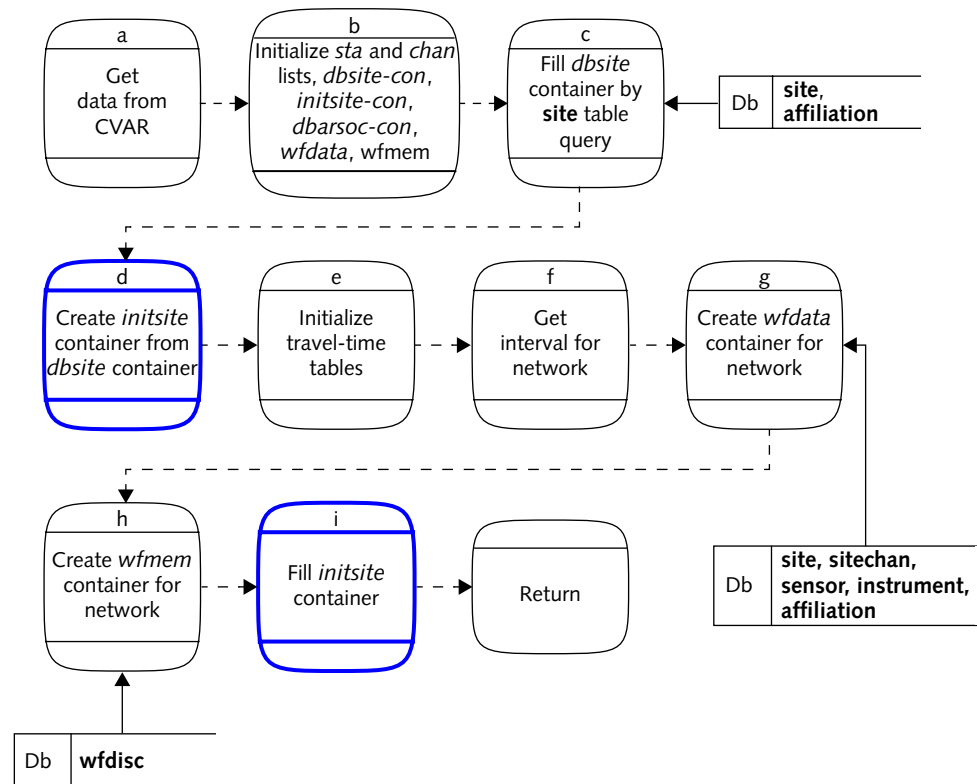 a
Get
data from
CVAR
b
Initialize sta and chan
lists, dbsite-con,
initsite-con,
dbarsoc-con,
wfdata, wfmem
c
Fill dbsite
container by
site table
query
Db
site,
affiliation
d
Create initsite
container from
dbsite container
e
Initialize
travel-time
tables
f
Get
interval for
network
g
Create wfdata
container for
network
h
Create wfmem
container for
network
i
Fill initsite
container
Return
Db
site, sitechan,
sensor, instrument,
affiliation
Db
wfdisc